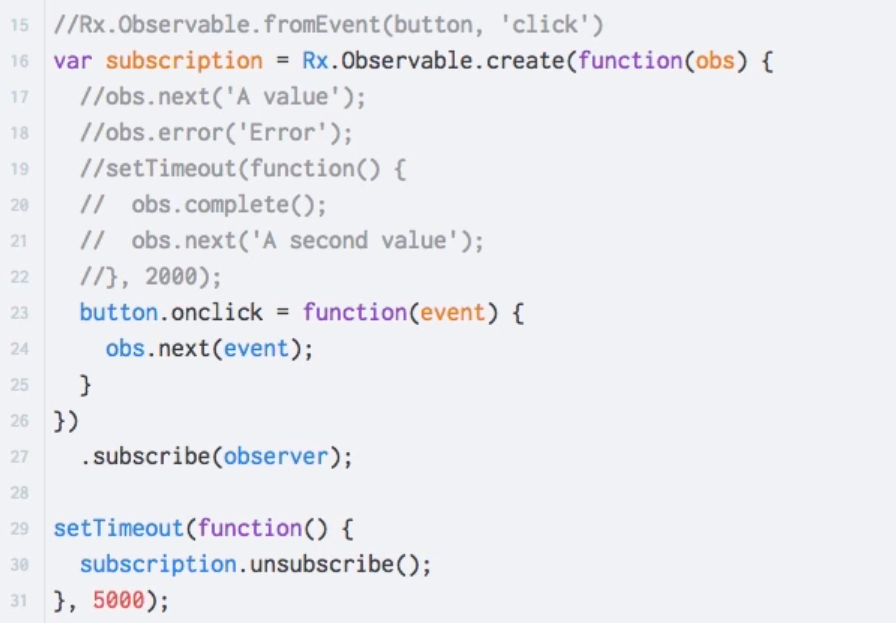 15 //Rx.Observable.fromEvent(button, 'click')
16 var subscription = Rx.Observable.create(function(obs) {
17   //obs.next('A value');
18   //obs.error('Error');
19   //setTimeout(function() {
20   //  obs.complete();
21   //  obs.next('A second value');
22   //}, 2000);
23   button.onclick = function(event) {
24     obs.next(event);
25   }
26 })
27   .subscribe(observer);
28
29 setTimeout(function() {
30   subscription.unsubscribe();
31 }, 5000);